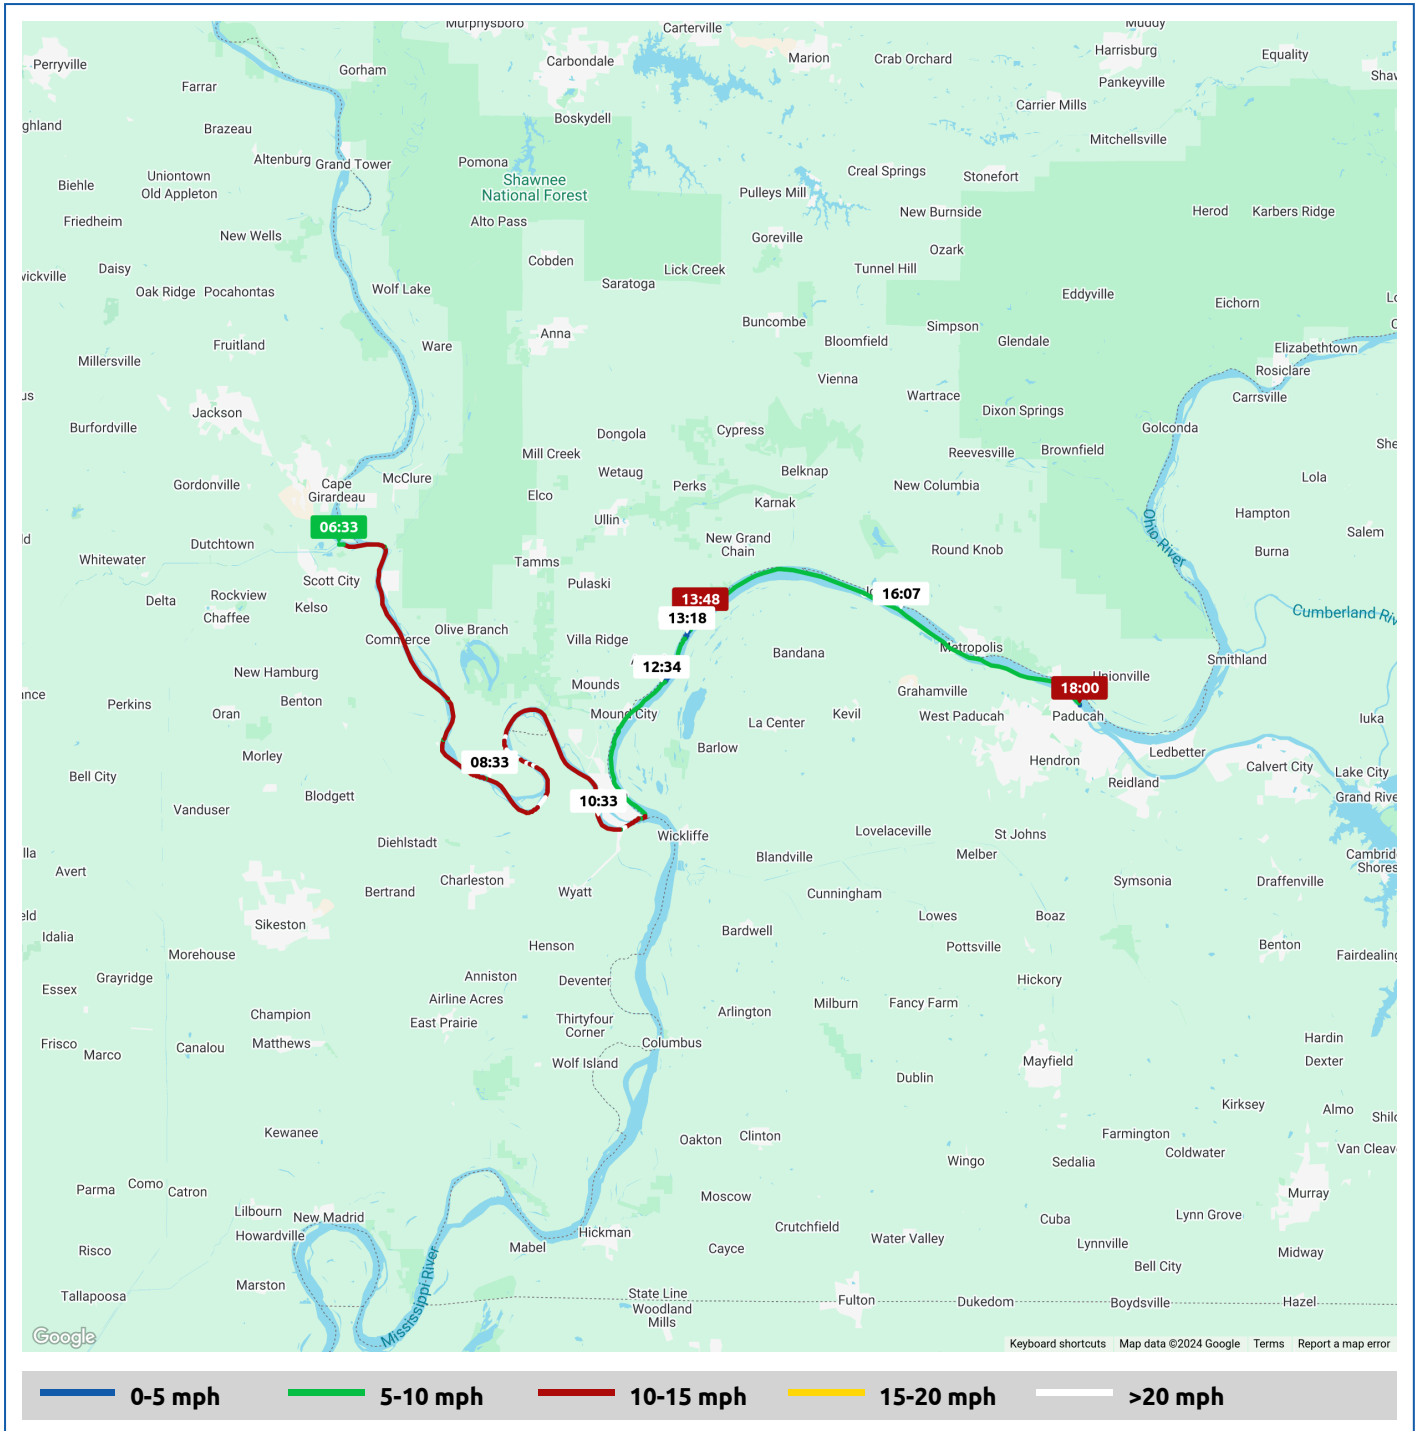 Murphysboro
Carterville
Muddy
Perryville
Gorham
Carbondale
Marion
Crab Orchard
Harrisburg
Equality
Pankeyville
Farrar
Carrier Mills
Boskydell
ghland
Brazeau
Mitchellsville
Altenburg
Grand Tower
Pomona
Creal Springs
Stonefort
Biehle
Uniontown
Old Appleton
Shawnee
National Forest
Pulleys Mill
Friedheim
Alto Pass
New Burnside
Herod
Karbers Ridge
New Wells
Goreville
Ozark
Daisy
Cobden
Lick Creek
Tunnel Hill
wickville
Oak Ridge
Pocahontas
Wolf Lake
Saratoga
Eddyville
Eichorn
Buncombe
Simpson
Fruitland
Ware
Anna
Bloomfield
Glendale
Elizabethtown
Millersville
Vienna
Rosiclare
Wartrace
Carrsville
Jackson
Dixon Springs
Burfordville
Dongola
Cypress
Golconda
Mill Creek
Reevesville
Brownfield
Gordonville
Cape
Girardeau
McClure
Wetaug
Belknap
Lola
Elco
Perks
Karnak
New Columbia
06:33
Ullin
Hampton
Ohio River
Salem
Dutchtown
New Grand
Chain
Round Knob
Burna
Whitewater
Tamms
Scott City
Pulaski
Delta
Rockview
Chaffee
Kelso
13:48
16:07
Cumberland Riv
13:18
Commerce
Olive Branch
Villa Ridge
Metropolis
New Hamburg
12:34
Bandana
Smithland
Benton
Mounds
Grahamville
18:00
Unionville
Perkins
Oran
Mound City
La Center
Kevil
West Paducah
Paducah
Iuka
Morley
Barlow
Hendron
Ledbetter
Bell City
08:33
Calvert City
Lake City
Reidland
Vanduser
Blodgett
10:33
Grand Rive
Diehlstadt
Wickliffe
Lovelaceville
St Johns
Avert
Blandville
Melber
Cambridg
Shores
Charleston
Bertrand
Wyatt
Cunningham
Symsonia
Draffenville
Sikeston
Lowes
Boaz
Idalia
Bardwell
Morehouse
Henson
Pottsville
Benton
Fairdealing
Essex
Grayridge
Anniston
Deventer
Hickory
Airline Acres
Milburn
Fancy Farm
Champion
East Prairie
Thirtyfour
Corner
Arlington
Frisco
Marco
Canalou
Matthews
Columbus
Hardin
Wolf Island
Mayfield
Dexter
Dublin
Kirksey
Almo
Shilo
Kewanee
Oakton
Clinton
Farmington
Coldwater
Van Cleav
Wingo
Sedalia
Parma
Como
Catron
Moscow
Murray
Lilbourn
New Madrid
Howardville
Hickman
Crutchfield
Cuba
Lynn Grove
Risco
Mabel
Cayce
Water Valley
Lynnville
Midway
Marston
Mississippi River
Bell City
Tallapoosa
State Line
Woodland
Mills
Fulton
Dukedom
Boydsville
Hazel
Google
Keyboard shortcuts
Map data ©2024 Google
Terms
Report a map error
0-5 mph
5-10 mph
10-15 mph
15-20 mph
>20 mph